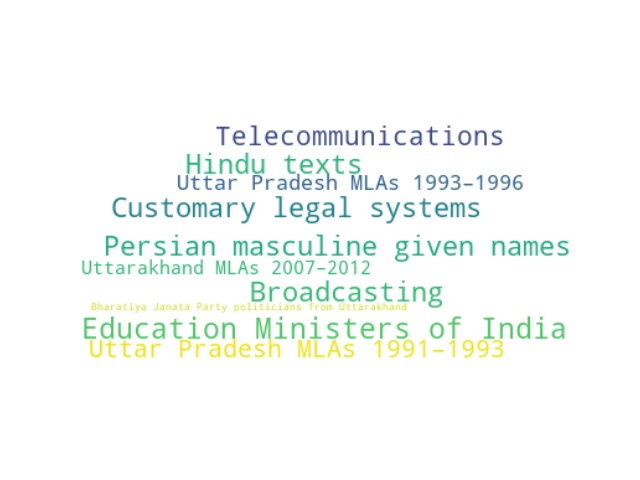 Telecommunications
Hindu texts
Uttar Pradesh MLAs 1993–1996
Customary legal systems
Persian masculine given names
Uttarakhand MLAs 2007–2012
Broadcasting
Bharatiya Janata Party politicians from Uttarakhand
Education Ministers of India
Uttar Pradesh MLAs 1991–1993